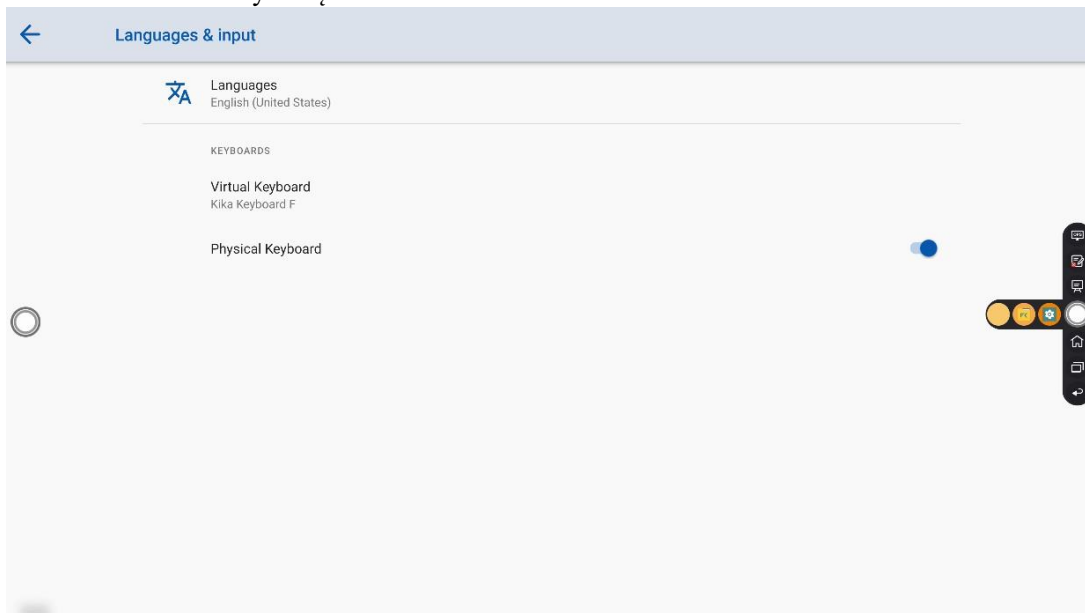 Languages & input
Languages
English (United States)
KEYBOARDS
Virtual Keyboard
Kika Keyboard F
Physical Keyboard